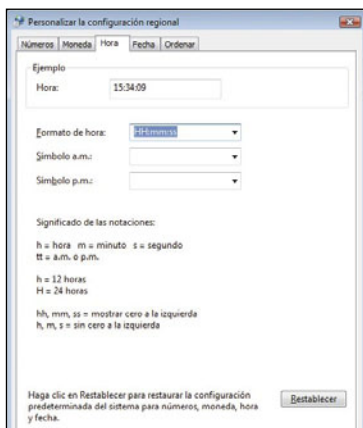 Personalizar la configuración regional
Números Moneda Hora Fecha Ordenar
Ejemplo
Hora: 15:34:09
Formato de hora: HH:mm:ss
Símbolo a.m.:
Símbolo p.m.:
Significado de las notaciones:
h = hora m = minuto s = segundo
tt = a.m. o p.m.
h = 12 horas
H = 24 horas
hh, mm, ss = mostrar cero a la izquierda
h, m, s = sin cero a la izquierda
Haga clic en Restablecer para restaurar la configuración
predeterminada del sistema para números, moneda, hora
y fecha.
Restablecer